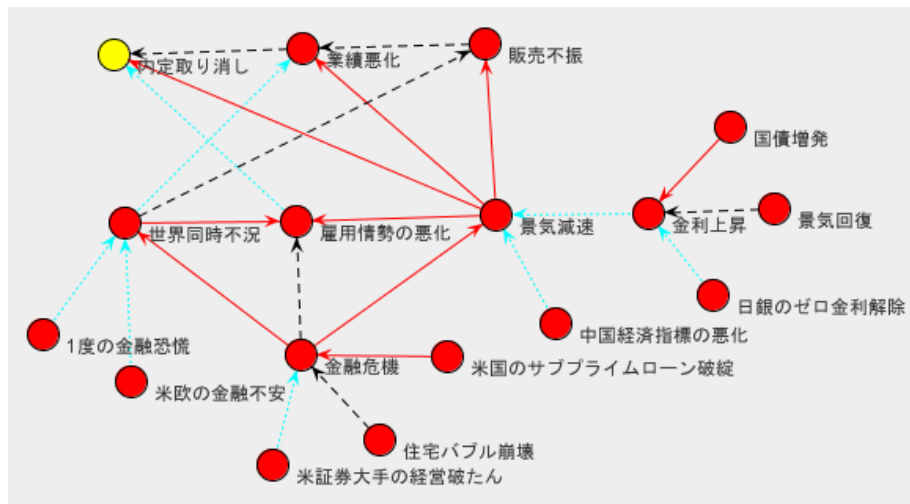 内定取り消し
業績悪化
販売不振
国債増発
世界同時不況
雇用情勢の悪化
景気減速
金利上昇
景気回復
日銀のゼロ金利解除
中国経済指標の悪化
1度の金融恐慌
金融危機
米国のサブプライムローン破綻
米欧の金融不安
住宅バブル崩壊
米証券大手の経営破たん